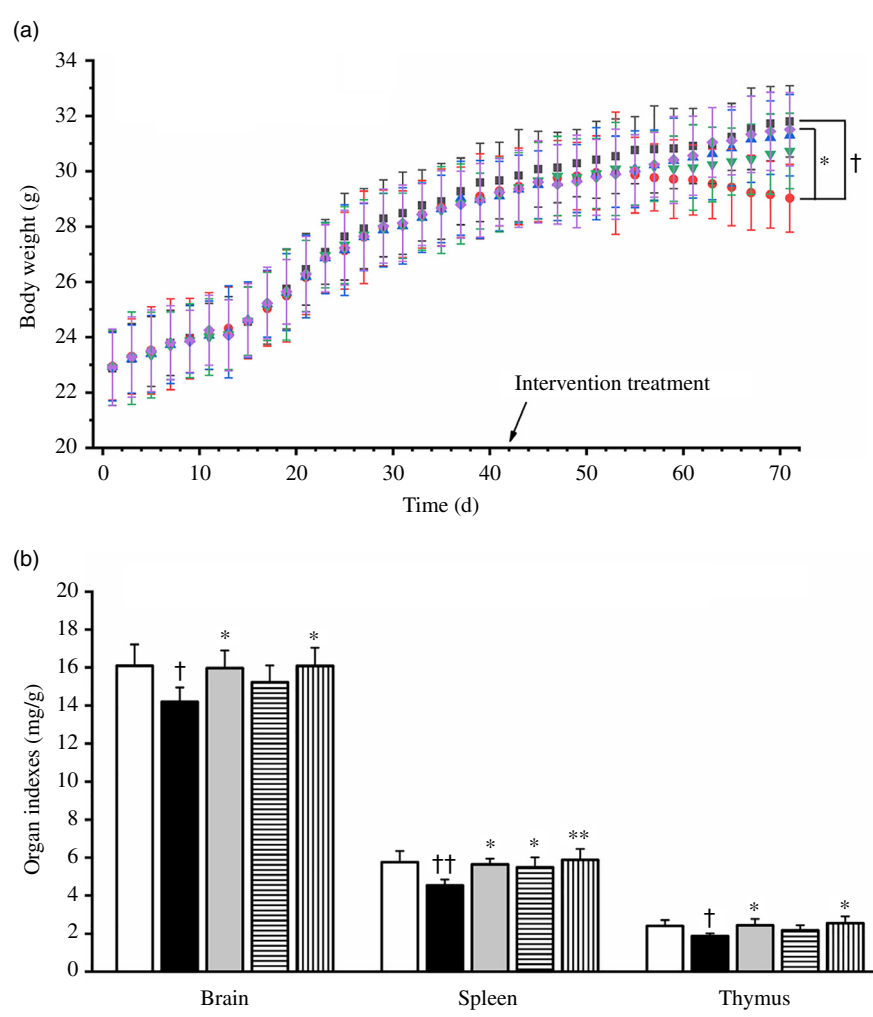 (a)
34
32
30
28
26
24
22
20
Body weight (g)
* †
Intervention treatment
0 10 20 30 40 50 60 70
Time (d)
(b)
20
18
16
14
12
10
8
6
4
2
0
Organ indexes (mg/g)
† * *
†† * * **
† * *
Brain Spleen Thymus